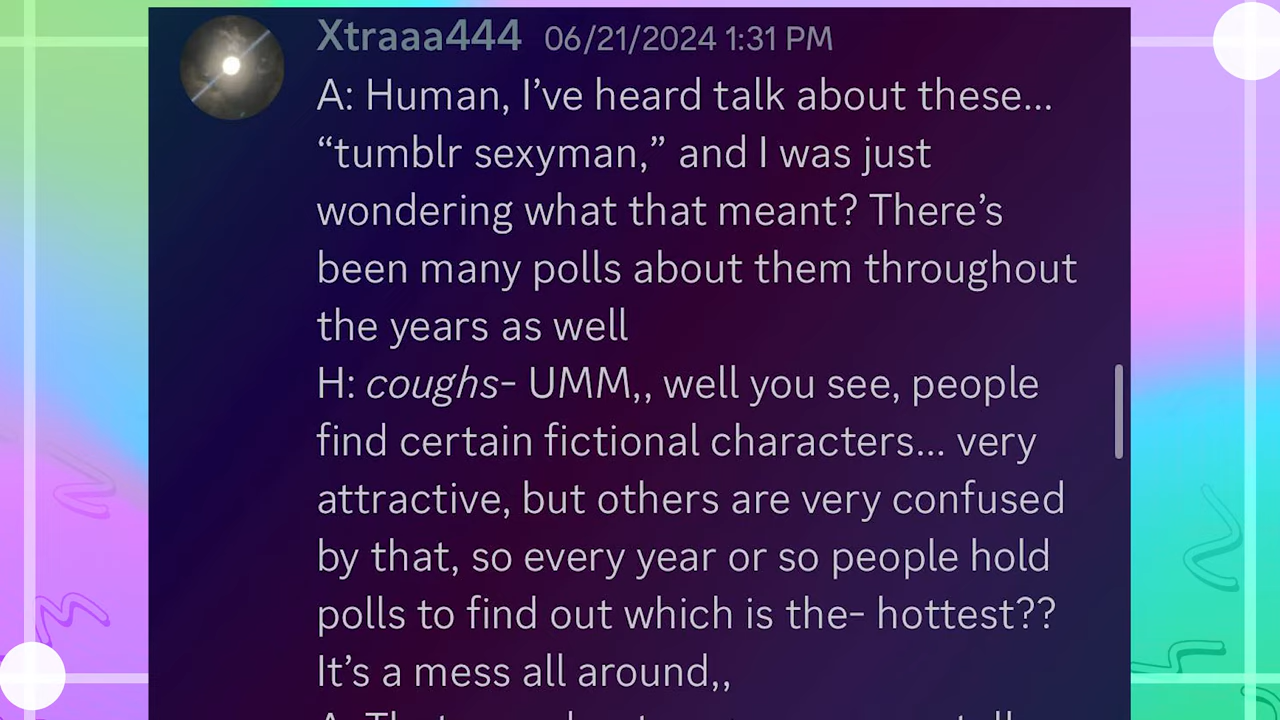 Xtraaa444 06/21/2024 1:31 PM
A: Human, I’ve heard talk about these...
“tumblr sexyman,” and I was just
wondering what that meant? There’s
been many polls about them throughout
the years as well
H: coughs- UMM,, well you see, people
find certain fictional characters... very
attractive, but others are very confused
by that, so every year or so people hold
polls to find out which is the- hottest??
It’s a mess all around,,